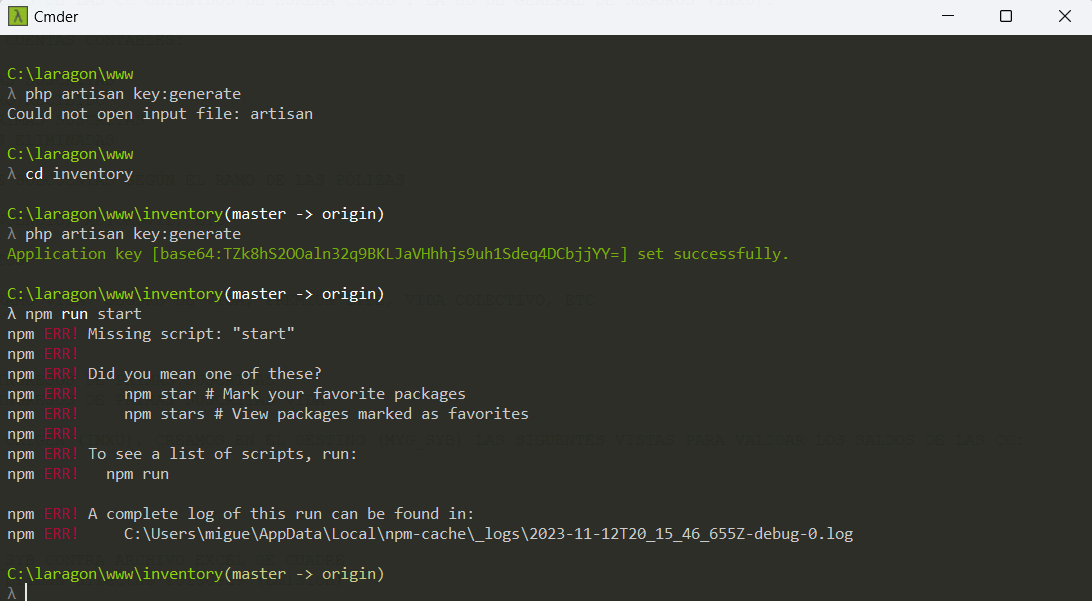 Cmder
C:\laragon\www
λ php artisan key:generate
Could not open input file: artisan
C:\laragon\www
λ cd inventory
C:\laragon\www\inventory(master -> origin)
λ php artisan key:generate
Application key [base64:TZk8hS2OOaln32q9BKLJaVHhhjs9uh1Sdeq4DCbjjYY=] set successfully.
C:\laragon\www\inventory(master -> origin)
λ npm run start
npm ERR! Missing script: "start"
npm ERR!
npm ERR! Did you mean one of these?
npm ERR!     npm star # Mark your favorite packages
npm ERR!     npm stars # View packages marked as favorites
npm ERR!
npm ERR! To see a list of scripts, run:
npm ERR!   npm run
npm ERR! A complete log of this run can be found in:
npm ERR!     C:\Users\migue\AppData\Local\npm-cache\_logs\2023-11-12T20_15_46_655Z-debug-0.log
C:\laragon\www\inventory(master -> origin)
λ